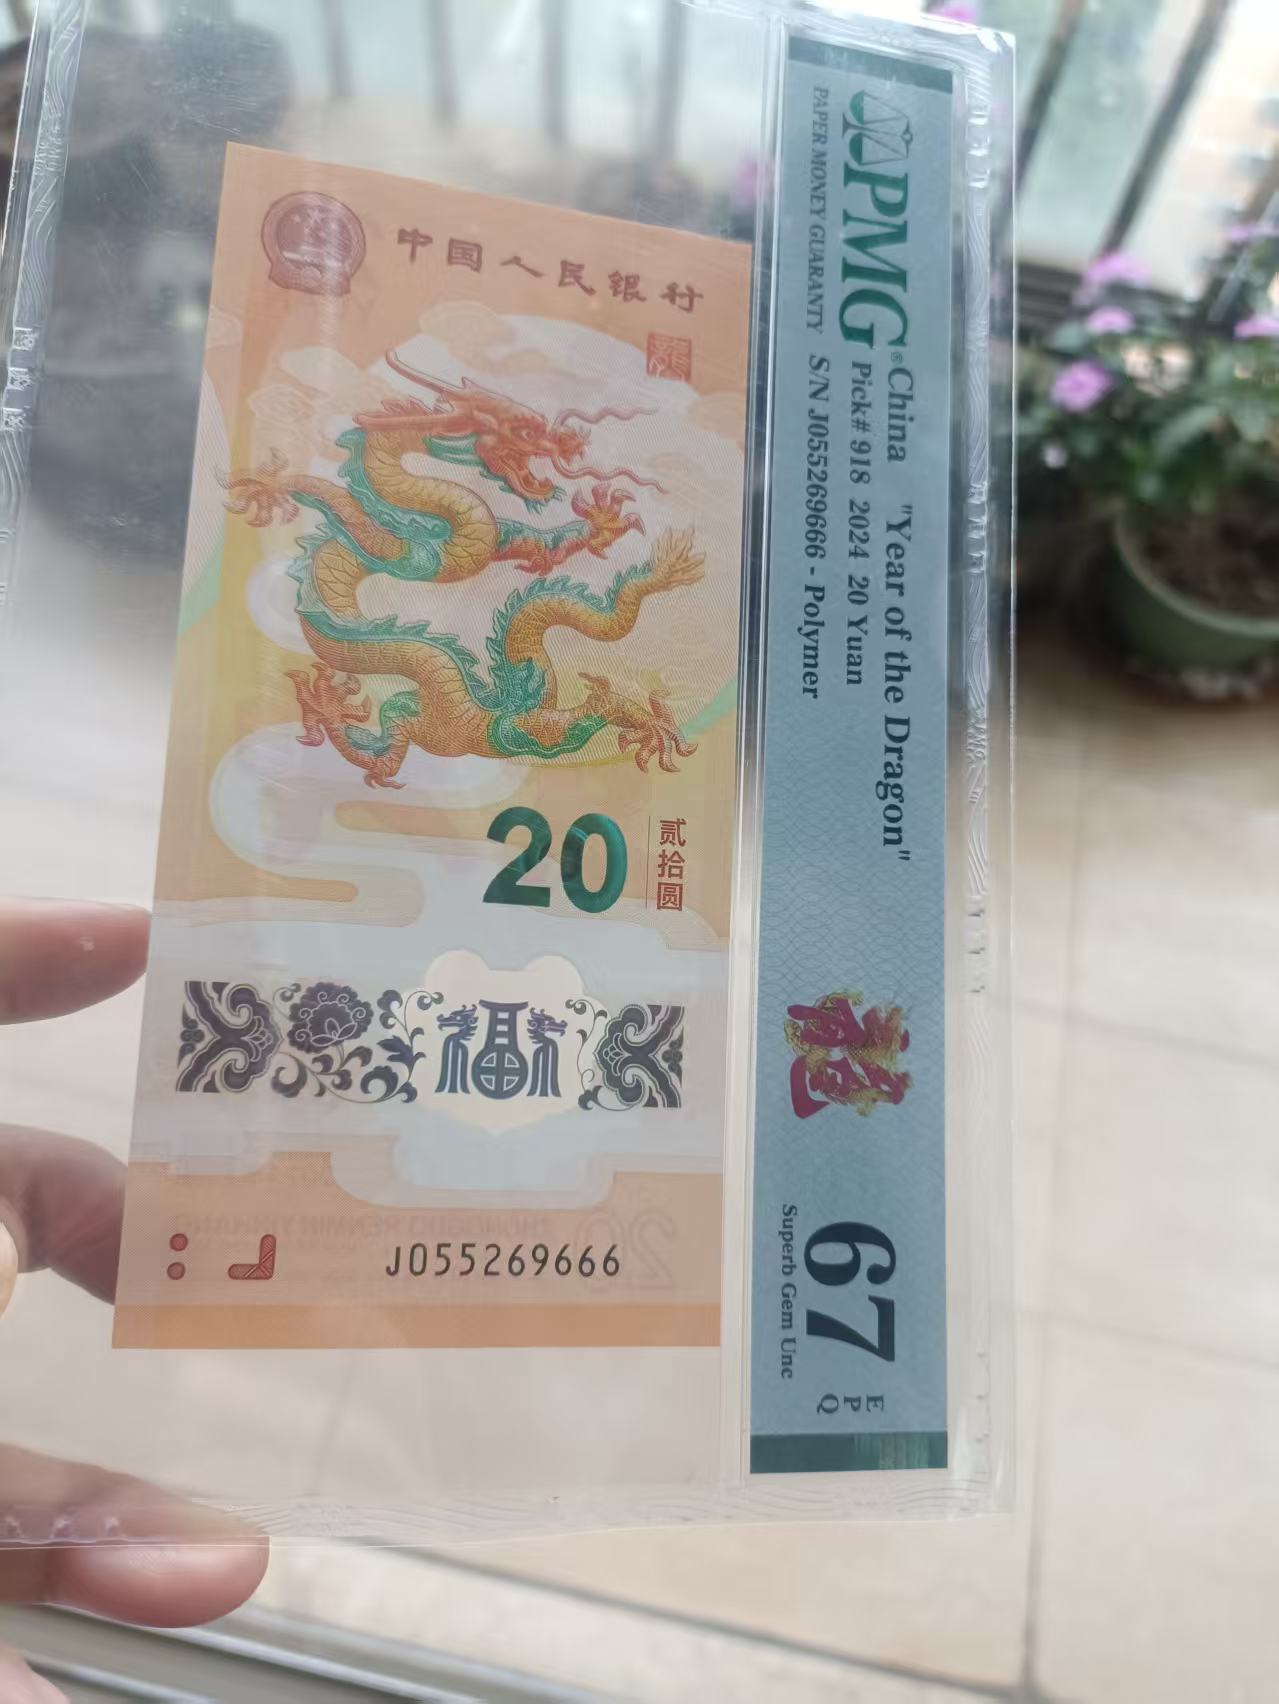 中国人民银行
龍
20
贰拾圆
福
J055269666
PMG
PAPER MONEY GUARANTY
®China "Year of the Dragon"
Pick# 918 2024 20 Yuan
S/N J055269666 - Polymer
67
EPQ
Superb Gem Unc